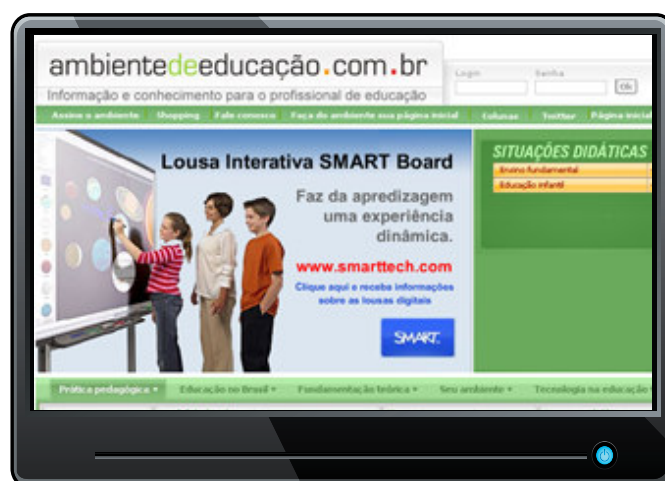 ambientedeeducação.com.br
Login Senha
Ok
Informação e conhecimento para o profissional de educação
Assine o ambiente Shopping Fale conosco Faça do ambiente sua página inicial Colunas Twitter Página inicial
Lousa Interativa SMART Board
Faz da apredizagem
uma experiência
dinâmica.
www.smarttech.com
Clique aqui e receba informações
sobre as lousas digitais
SMART
SITUAÇÕES DIDÁTICAS
Ensino fundamental
Educação infantil
Prática pedagógica Educação no Brasil Fundamentação teórica Seu ambiente Tecnologia na educação